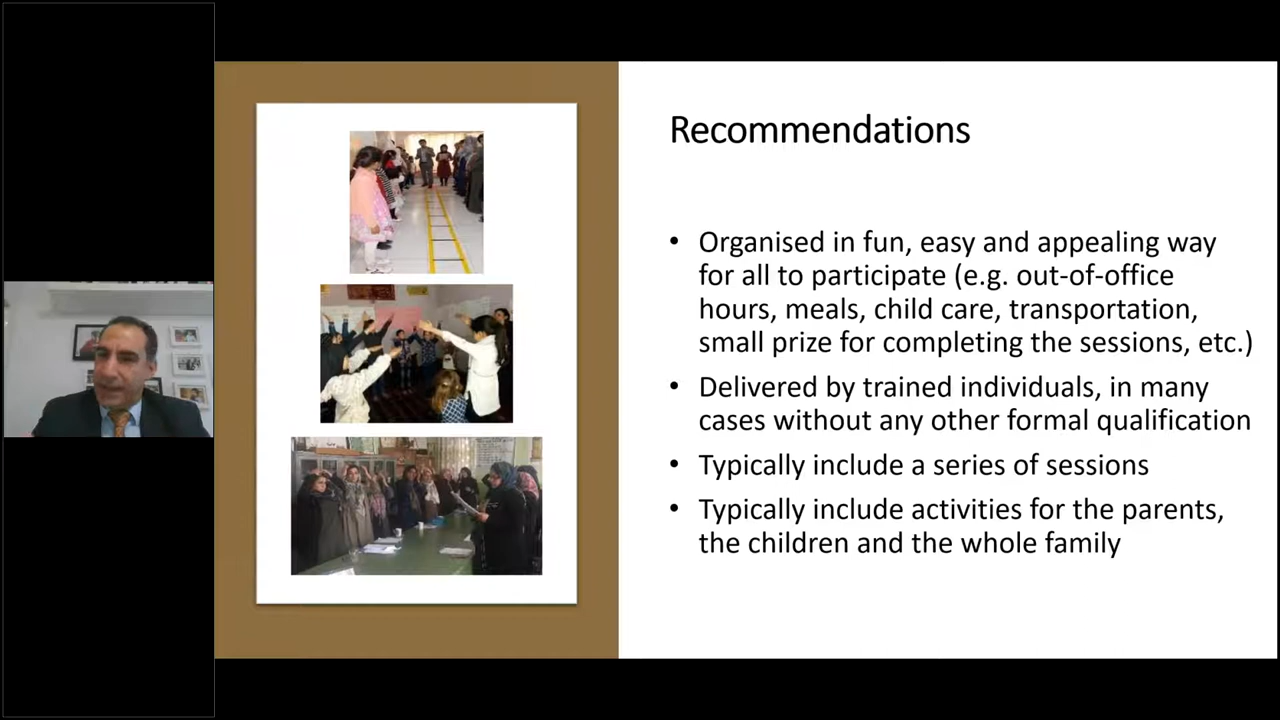 Recommendations
• Organised in fun, easy and appealing way
for all to participate (e.g. out-of-office
hours, meals, child care, transportation,
small prize for completing the sessions, etc.)
• Delivered by trained individuals, in many
cases without any other formal qualification
• Typically include a series of sessions
• Typically include activities for the parents,
the children and the whole family